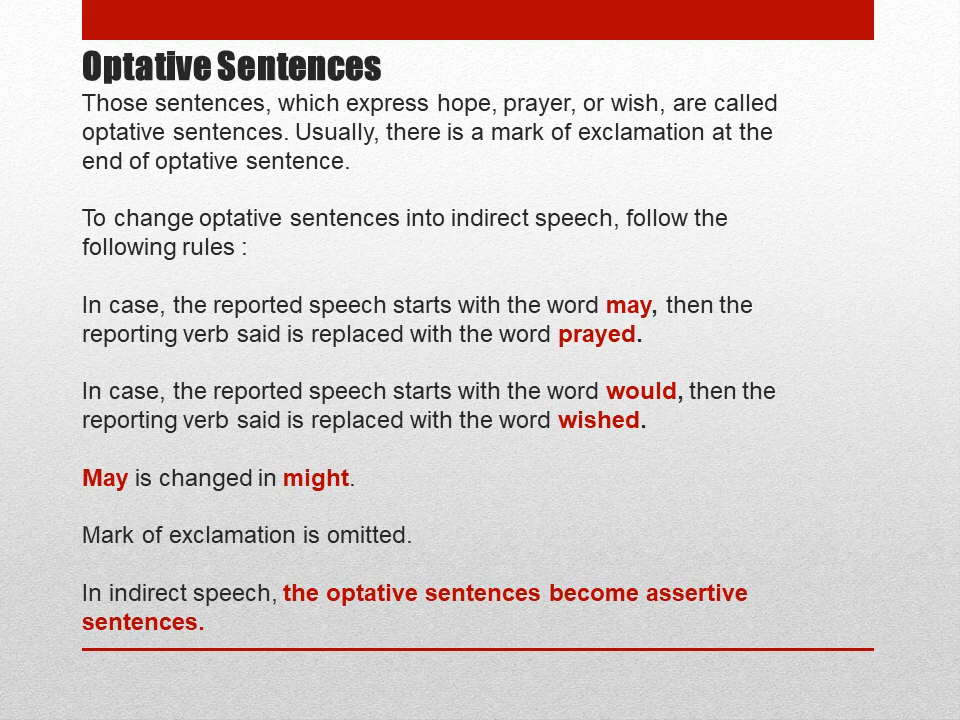 Optative Sentences
Those sentences, which express hope, prayer, or wish, are called
optative sentences. Usually, there is a mark of exclamation at the
end of optative sentence.
To change optative sentences into indirect speech, follow the
following rules :
In case, the reported speech starts with the word may, then the
reporting verb said is replaced with the word prayed.
In case, the reported speech starts with the word would, then the
reporting verb said is replaced with the word wished.
May is changed in might.
Mark of exclamation is omitted.
In indirect speech, the optative sentences become assertive
sentences.